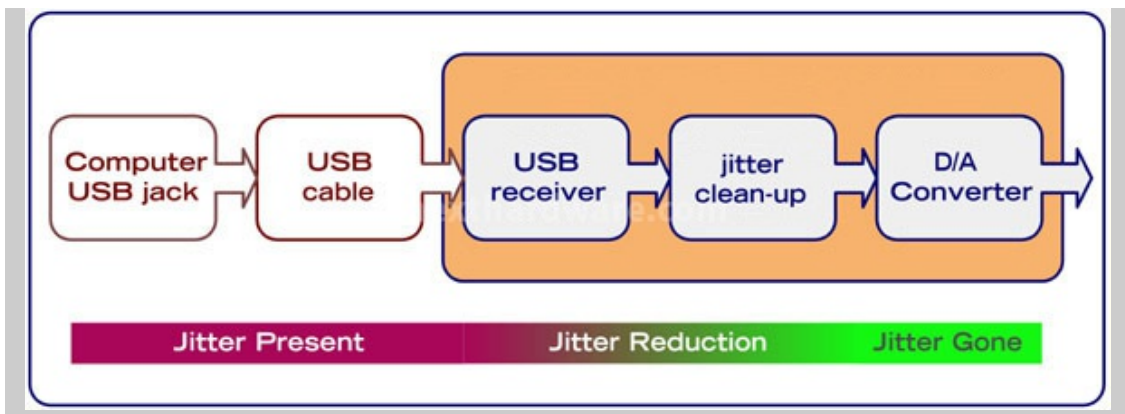 Computer
USB jack
USB
cable
USB
receiver
jitter
clean-up
D/A
Converter
Jitter Present
Jitter Reduction
Jitter Gone